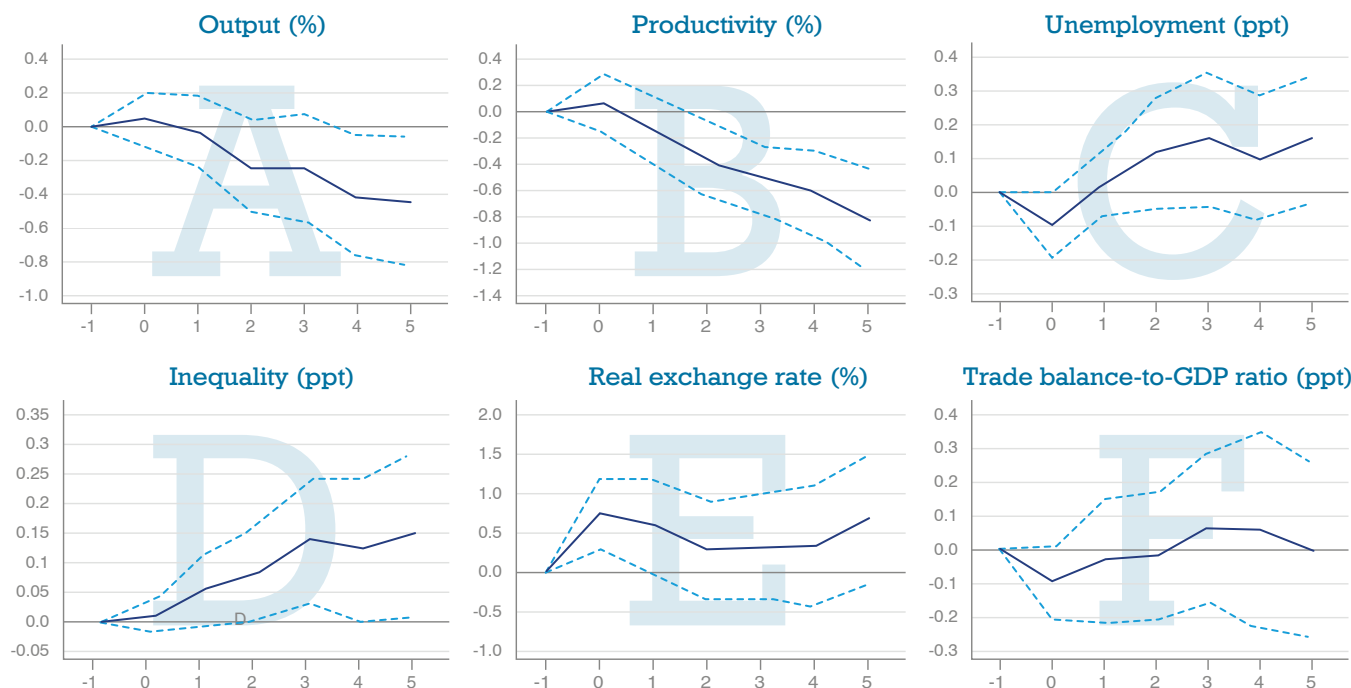 Output (%)
0.4
0.2
0.0
-0.2
-0.4
-0.6
-0.8
-1.0
-1 0 1 2 3 4 5
A
Productivity (%)
0.4
0.2
0.0
-0.2
-0.4
-0.6
-0.8
-1.0
-1.2
-1.4
-1 0 1 2 3 4 5
B
Unemployment (ppt)
0.4
0.3
0.2
0.1
0.0
-0.1
-0.2
-0.3
-1 0 1 2 3 4 5
C
Inequality (ppt)
0.35
0.3
0.25
0.2
0.15
0.1
0.05
0.0
-0.05
-1 0 1 2 3 4 5
D
D
Real exchange rate (%)
2.0
1.5
1.0
0.5
0.0
-0.5
-1.0
-1 0 1 2 3 4 5
E
Trade balance-to-GDP ratio (ppt)
0.4
0.3
0.2
0.1
0.0
-0.1
-0.2
-0.3
-1 0 1 2 3 4 5
F